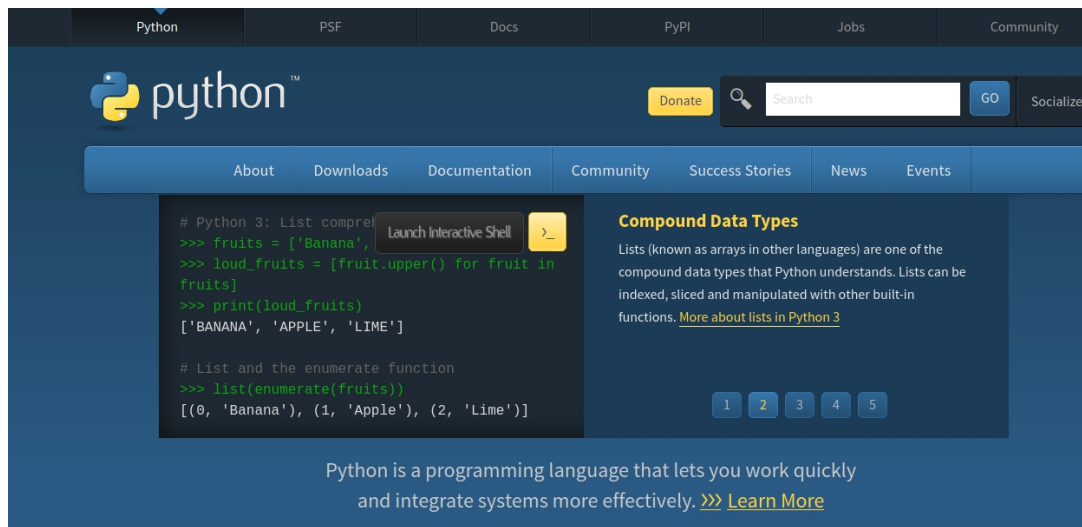 Python PSF Docs PyPI Jobs Community
python™
Donate Search GO Socialize
About Downloads Documentation Community Success Stories News Events
# Python 3: List compreh
Launch Interactive Shell >_
>>> fruits = ['Banana',
>>> loud_fruits = [fruit.upper() for fruit in
fruits]
>>> print(loud_fruits)
['BANANA', 'APPLE', 'LIME']
# List and the enumerate function
>>> list(enumerate(fruits))
[(0, 'Banana'), (1, 'Apple'), (2, 'Lime')]
Compound Data Types
Lists (known as arrays in other languages) are one of the
compound data types that Python understands. Lists can be
indexed, sliced and manipulated with other built-in
functions. More about lists in Python 3
1 2 3 4 5
Python is a programming language that lets you work quickly
and integrate systems more effectively. >>> Learn More